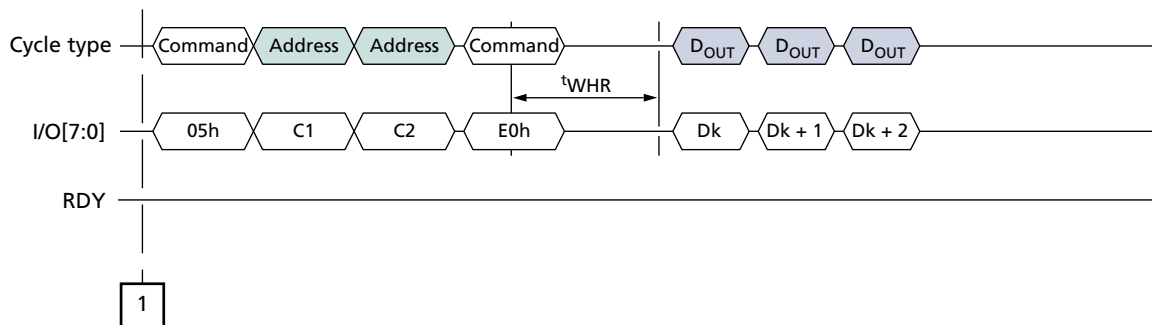 Cycle type Command Address Address Command DOUT DOUT DOUT
tWHR
I/O[7:0] 05h C1 C2 E0h Dk Dk + 1 Dk + 2
RDY
1